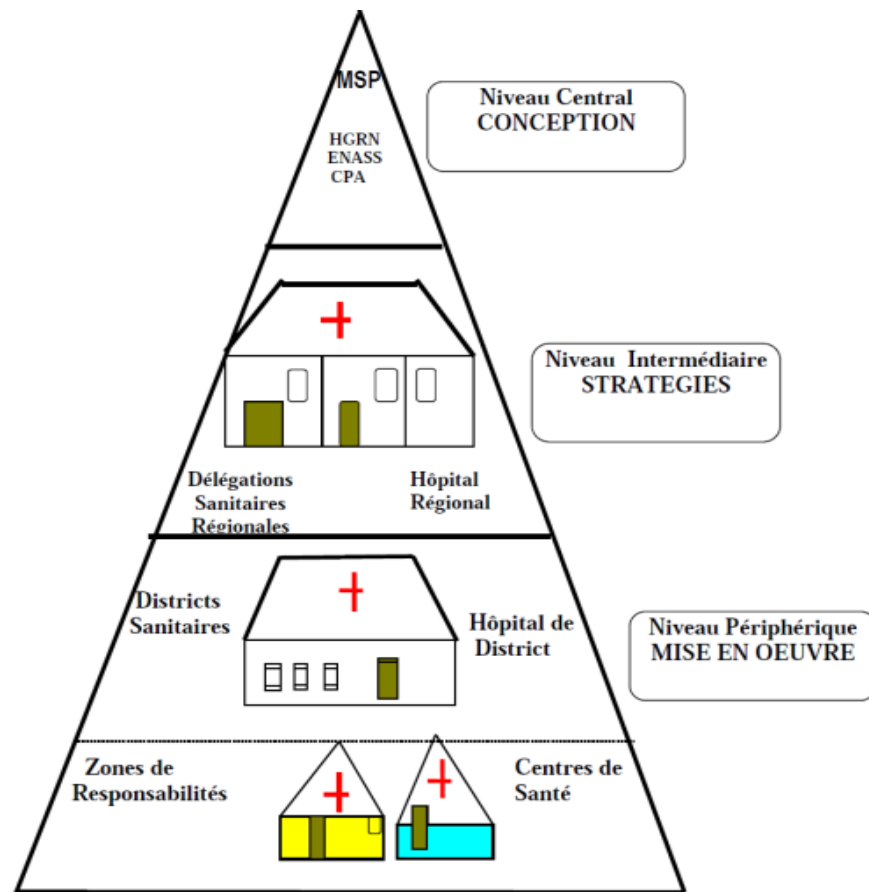 MSP
HGRN
ENASS
CPA
Niveau Central
CONCEPTION
Niveau Intermédiaire
STRATEGIES
Délégations
Sanitaires
Régionales
Hôpital
Régional
Districts
Sanitaires
Hôpital de
District
Niveau Périphérique
MISE EN OEUVRE
Zones de
Responsabilités
Centres de
Santé